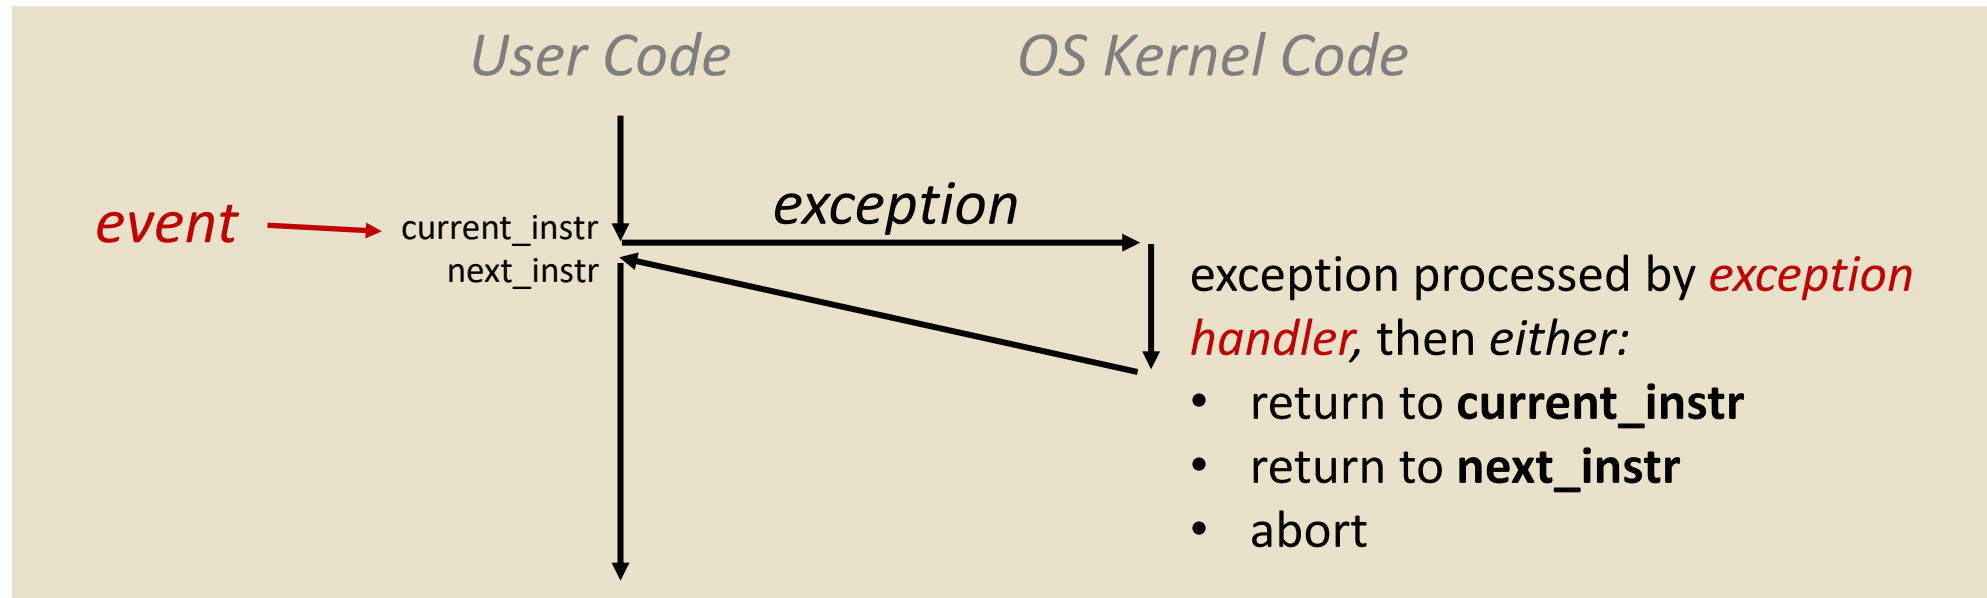 User Code
OS Kernel Code
event
current_instr
next_instr
exception
exception processed by exception
handler, then either:
• return to current_instr
• return to next_instr
• abort